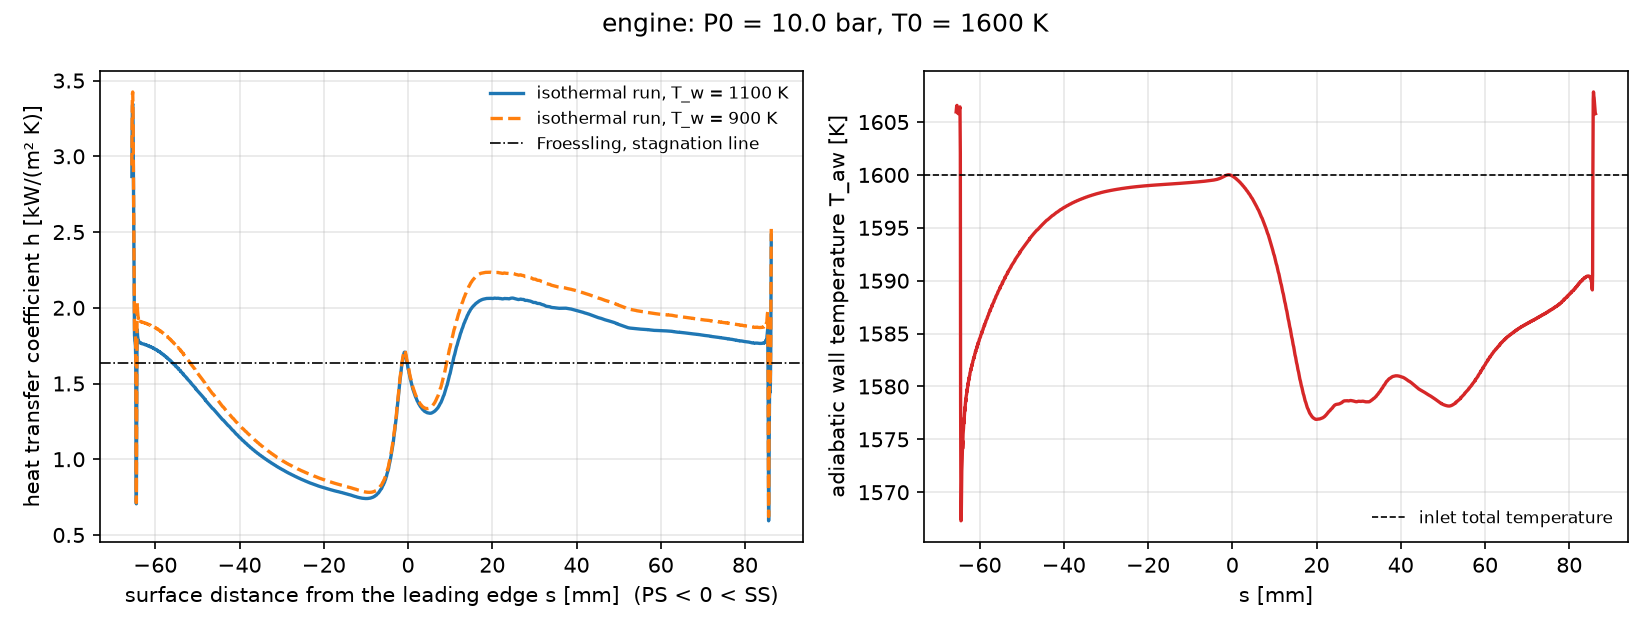 engine: P0 = 10.0 bar, T0 = 1600 K
heat transfer coefficient h [kW/(m² K)]
3.5
3.0
2.5
2.0
1.5
1.0
0.5
isothermal run, T_w = 1100 K
isothermal run, T_w = 900 K
Froessling, stagnation line
−60 −40 −20 0 20 40 60 80
surface distance from the leading edge s [mm]  (PS < 0 < SS)
adiabatic wall temperature T_aw [K]
1605
1600
1595
1590
1585
1580
1575
1570
inlet total temperature
−60 −40 −20 0 20 40 60 80
s [mm]